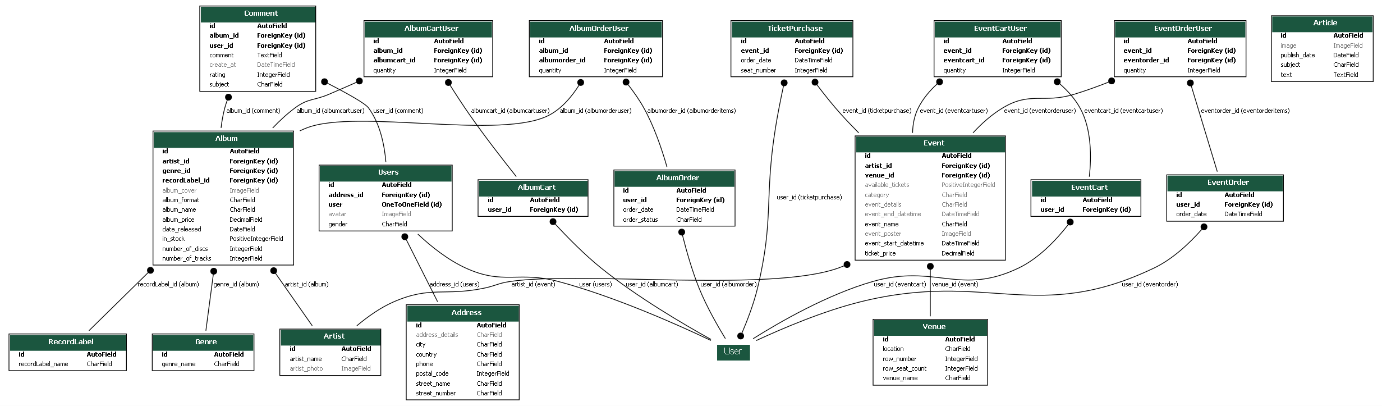 Comment
id AutoField
album_id ForeignKey (id)
user_id ForeignKey (id)
comment TextField
create_at DateTimeField
rating IntegerField
subject CharField
AlbumCartUser
id AutoField
album_id ForeignKey (id)
albumcart_id ForeignKey (id)
quantity IntegerField
AlbumOrderUser
id AutoField
album_id ForeignKey (id)
albumorder_id ForeignKey (id)
quantity IntegerField
TicketPurchase
id AutoField
event_id ForeignKey (id)
order_date DateTimeField
seat_number IntegerField
EventCartUser
id AutoField
event_id ForeignKey (id)
eventcart_id ForeignKey (id)
quantity IntegerField
EventOrderUser
id AutoField
event_id ForeignKey (id)
eventorder_id ForeignKey (id)
quantity IntegerField
Article
id AutoField
image ImageField
publish_data DateField
subject CharField
text TextField
album_id (comment)
album_id (albumcartuser)
user_id (comment)
albumcart_id (albumcartuser)
album_id (albumorderuser)
albumorder_id (albumorderitems)
event_id (ticketpurchase)
event_id (eventcartuser)
event_id (eventorderuser)
eventcart_id (eventcartuser)
eventorder_id (eventorderitems)
Album
id AutoField
artist_id ForeignKey (id)
genre_id ForeignKey (id)
recordLabel_id ForeignKey (id)
album_cover ImageField
album_format CharField
album_name CharField
album_price DecimalField
date_released DateField
in_stock PositiveIntegerField
number_of_discs IntegerField
number_of_tracks IntegerField
Users
id AutoField
address_id ForeignKey (id)
user OneToOneField (id)
avatar ImageField
gender CharField
AlbumCart
id AutoField
user_id ForeignKey (id)
AlbumOrder
id AutoField
user_id ForeignKey (id)
order_date DateTimeField
order_status CharField
user_id (ticketpurchase)
Event
id AutoField
artist_id ForeignKey (id)
venue_id ForeignKey (id)
available_tickets PositiveIntegerField
category CharField
event_details CharField
event_end_datetime DateTimeField
event_name CharField
event_poster ImageField
event_start_datetime DateTimeField
ticket_price DecimalField
EventCart
id AutoField
user_id ForeignKey (id)
EventOrder
id AutoField
user_id ForeignKey (id)
order_date DateTimeField
recordLabel_id (album)
genre_id (album)
artist_id (album)
address_id (users)
artist_id (event)
user (users)
user_id (albumcart)
user_id (albumorder)
user_id (eventcart)
venue_id (event)
user_id (eventorder)
RecordLabel
id AutoField
recordLabel_name CharField
Genre
id AutoField
genre_name CharField
Artist
id AutoField
artist_name CharField
artist_photo ImageField
Address
id AutoField
address_details CharField
city CharField
country CharField
phone CharField
postal_code IntegerField
street_name CharField
street_number CharField
User
Venue
id AutoField
location CharField
row_number IntegerField
row_seat_count IntegerField
venue_name CharField